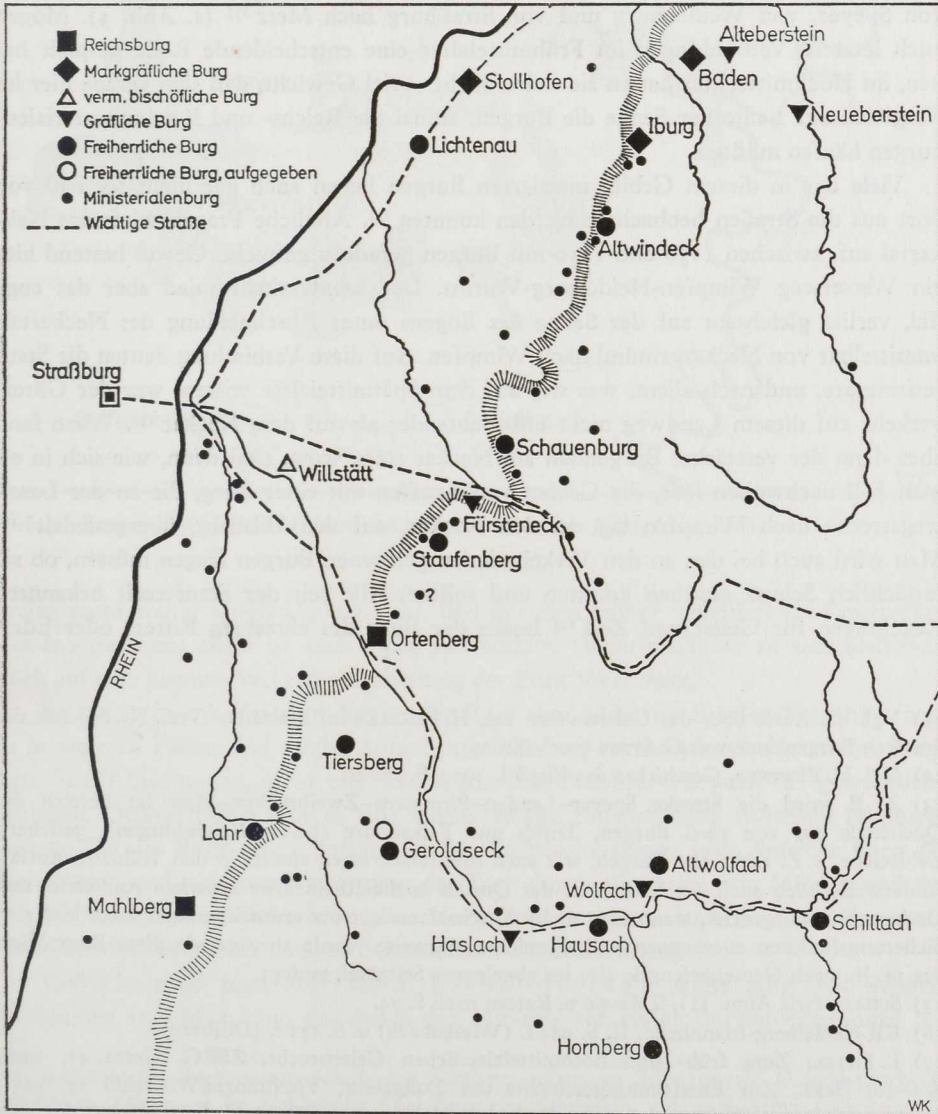 Reichsburg
Markgräfliche Burg
verm. bischöfliche Burg
Gräfliche Burg
Freiherrliche Burg
Freiherrliche Burg, aufgegeben
Ministerialenburg
Wichtige Straße
Alteberstein
Baden
Stollhofen
Neueberstein
Iburg
Lichtenau
Altwindeck
Straßburg
Schauenburg
Willstätt
Fürsteneck
Staufenberg
?
Ortenberg
RHEIN
Tiersberg
Lahr
Geroldseck
Altwolfach
Wolfach
Mahlberg
Schiltach
Haslach
Hausach
Hornberg
WK